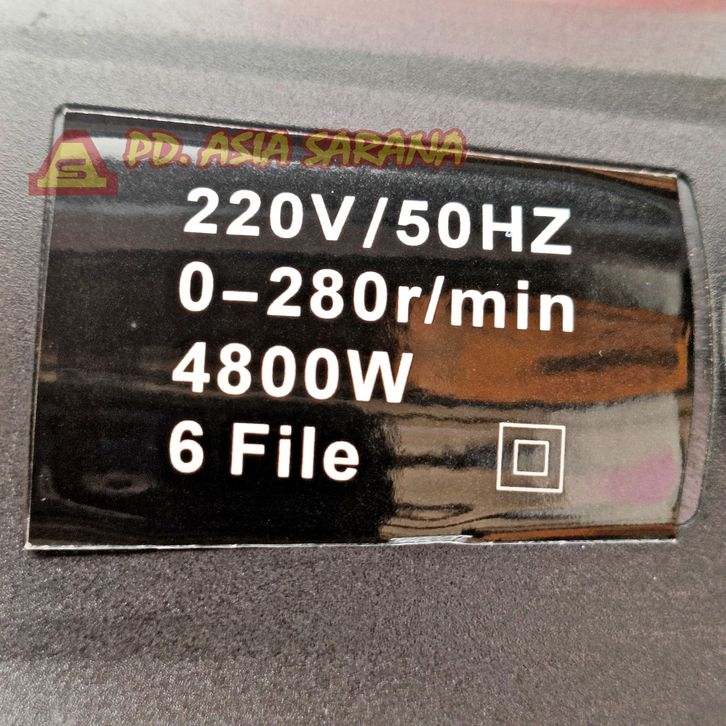 PD. ASIA SARANA
220V/50HZ
0-280r/min
4800W
6 File